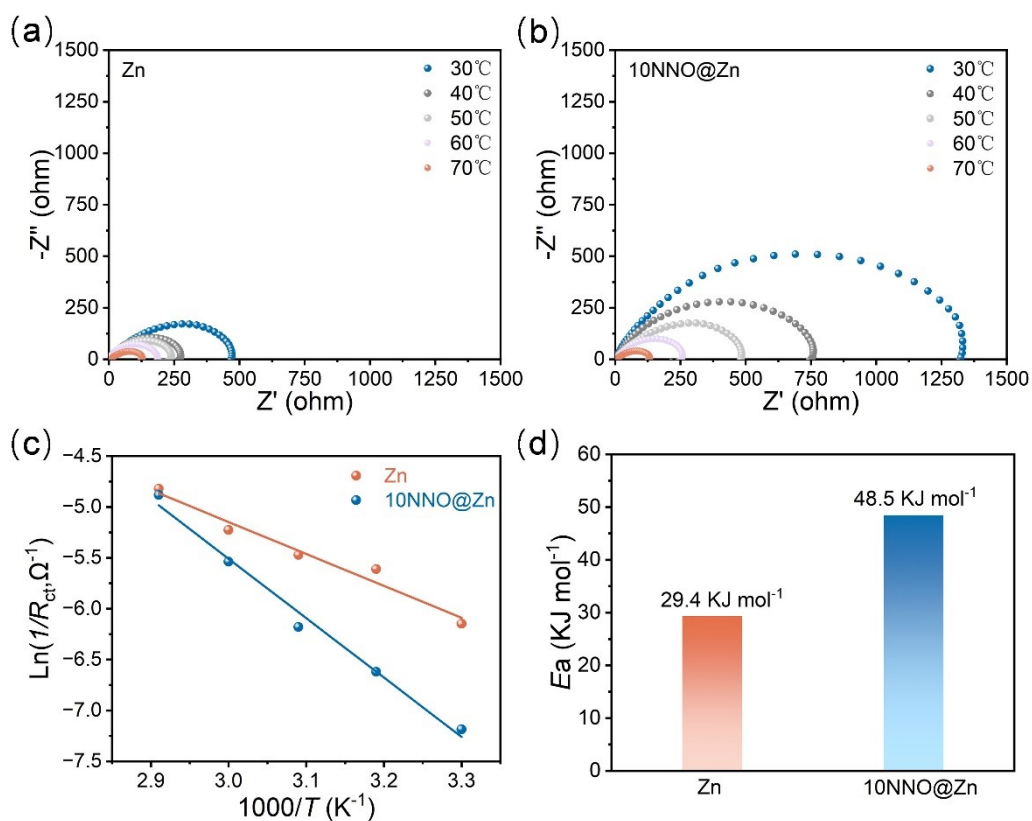 (a)
Zn
30℃
40℃
50℃
60℃
70℃
1500
1250
1000
750
500
250
0
-Z" (ohm)
0 250 500 750 1000 1250 1500
Z' (ohm)
(b)
10NNO@Zn
30℃
40℃
50℃
60℃
70℃
1500
1250
1000
750
500
250
0
-Z" (ohm)
0 250 500 750 1000 1250 1500
Z' (ohm)
(c)
Zn
10NNO@Zn
−4.5
−5.0
−5.5
−6.0
−6.5
−7.0
−7.5
Ln(1/Rct,Ω⁻¹)
2.9 3.0 3.1 3.2 3.3
1000/T (K⁻¹)
(d)
60
50
40
30
20
10
0
Ea (KJ mol⁻¹)
29.4 KJ mol⁻¹
48.5 KJ mol⁻¹
Zn 10NNO@Zn